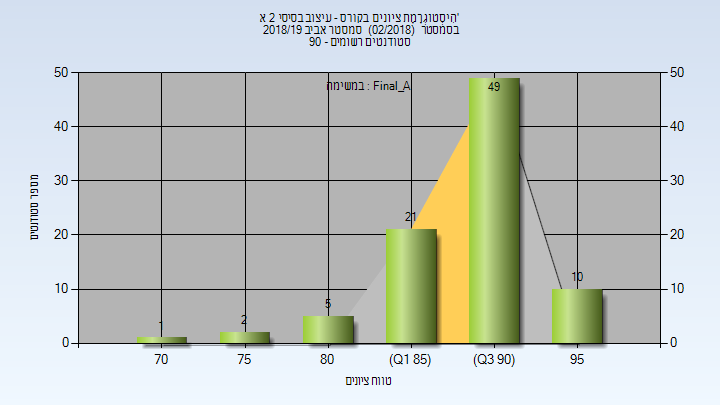 'הִיסְטוֹגְרָמַת ציונים בקורס - עיצוב בסיסי 2 א
בסמסטר (02/2018) סמסטר אביב 2018/19
סטודנטים רשומים - 90
במשימה : Final_A
מספר סטודנטים
50 50
40 40
30 30
20 20
10 10
0 0
1 2 5 21 49 10
70 75 80 (Q1 85) (Q3 90) 95
טווח ציונים